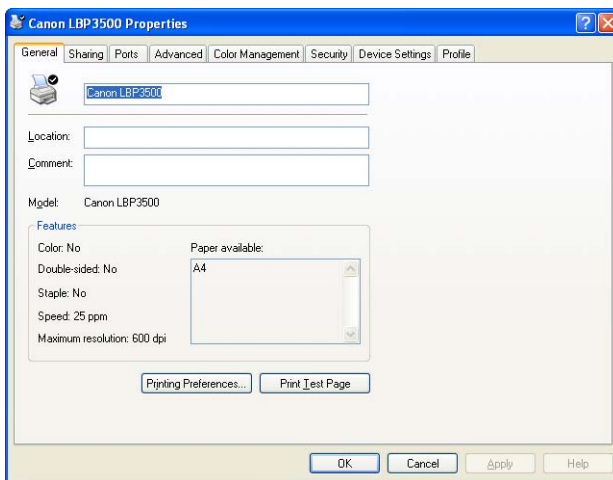 Canon LBP3500 Properties
General Sharing Ports Advanced Color Management Security Device Settings Profile
Canon LBP3500
Location:
Comment:
Model: Canon LBP3500
Features
Color: No Paper available:
Double-sided: No A4
Staple: No
Speed: 25 ppm
Maximum resolution: 600 dpi
Printing Preferences... Print Test Page
OK Cancel Apply Help